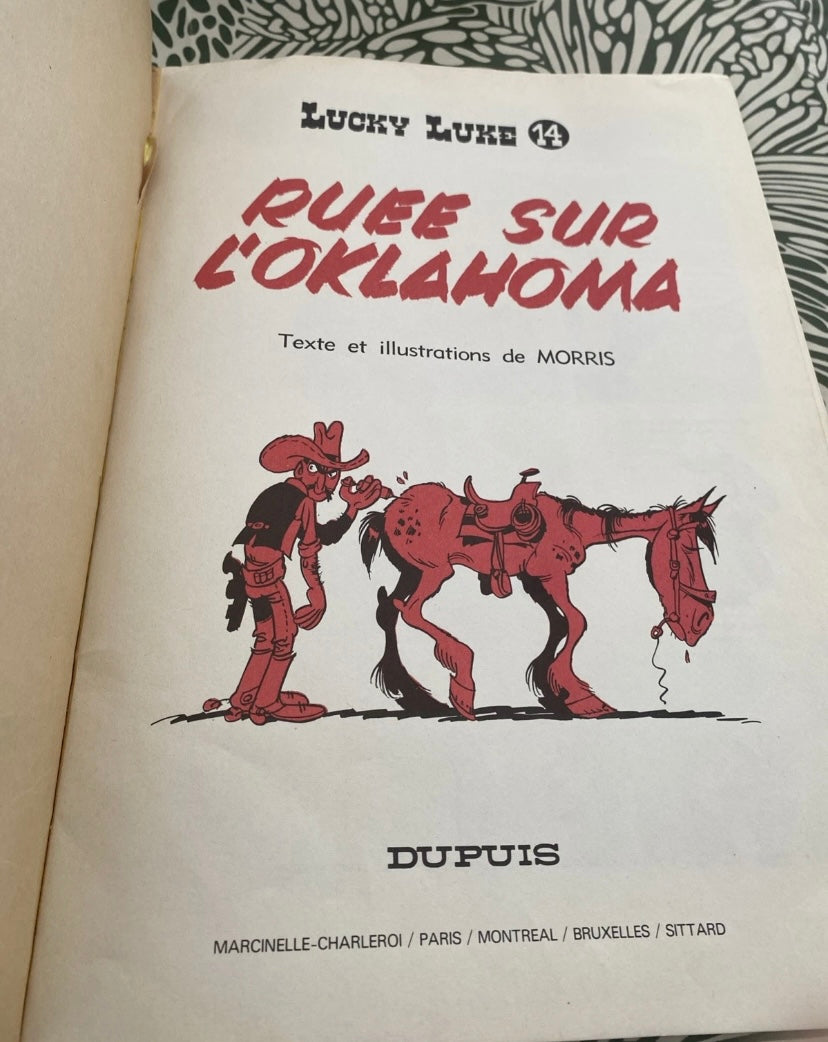 LUCKY LUKE 14
RUEE SUR
L'OKLAHOMA
Texte et illustrations de MORRIS
DUPUIS
MARCINELLE-CHARLEROI / PARIS / MONTREAL / BRUXELLES / SITTARD